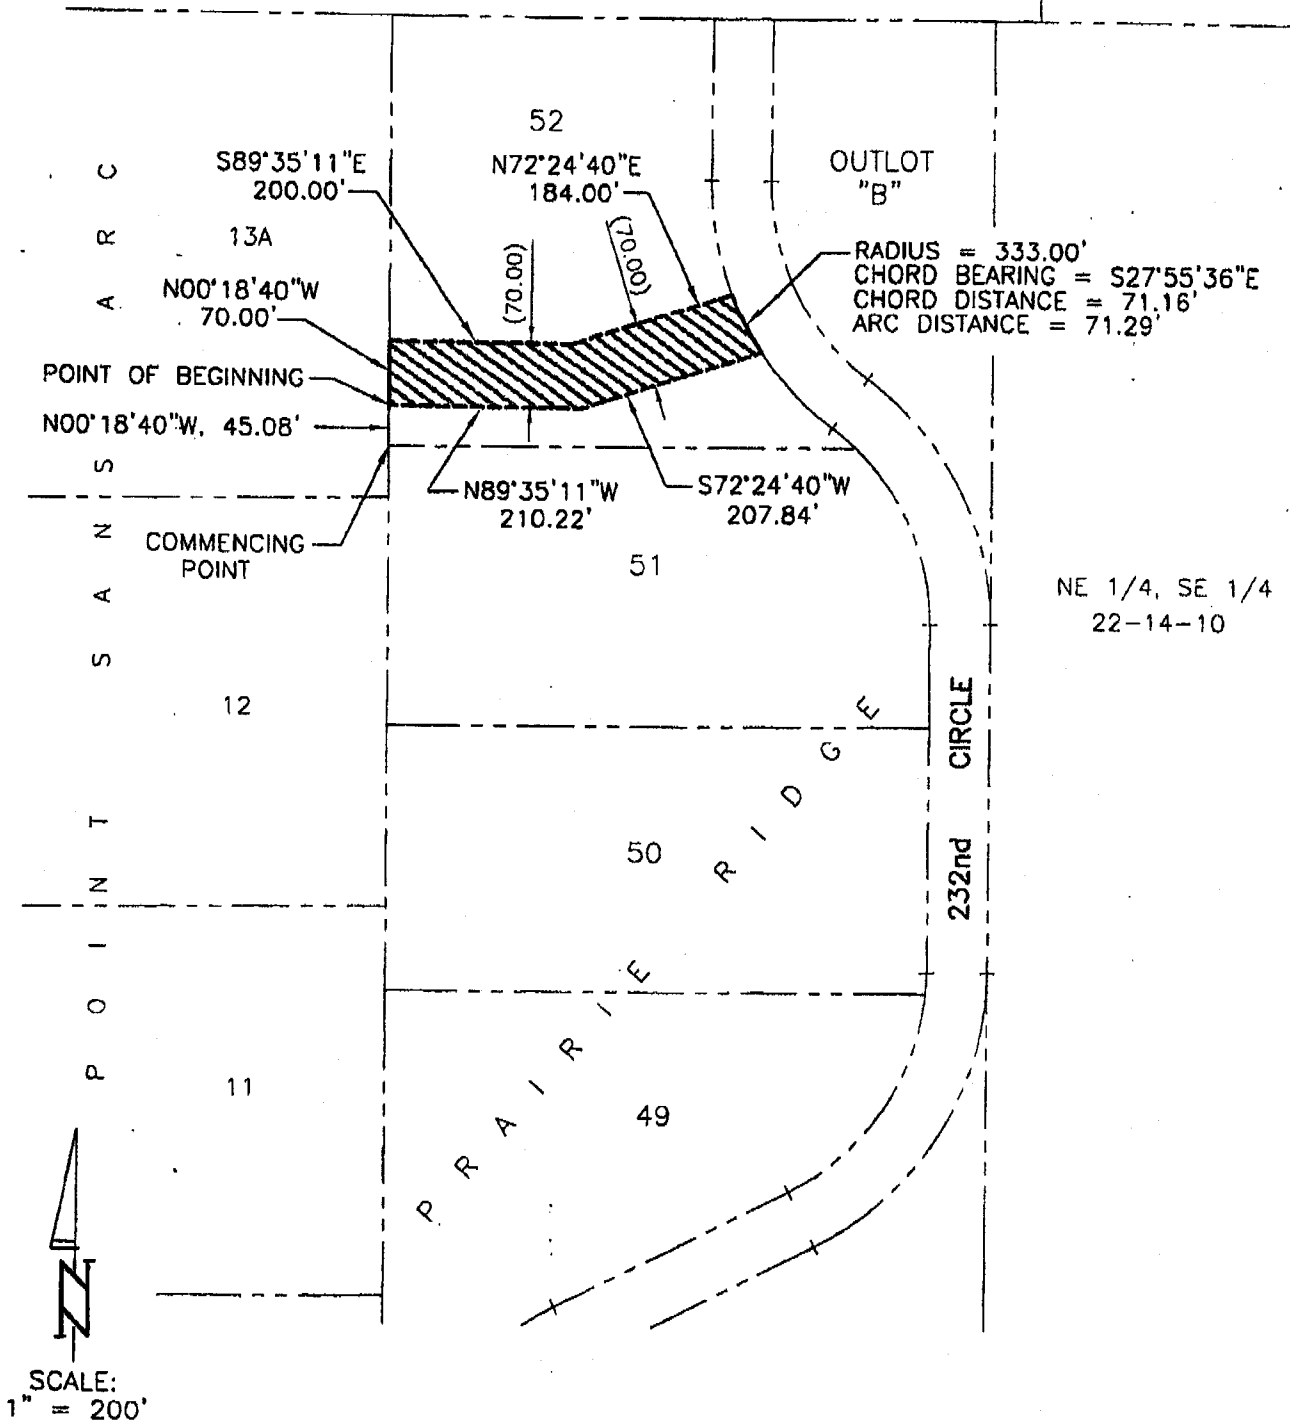 52
S89°35'11"E
200.00'
N72°24'40"E
184.00'
OUTLOT
"B"
13A
(70.00)
(70.00)
RADIUS = 333.00'
CHORD BEARING = S27°55'36"E
CHORD DISTANCE = 71.16'
ARC DISTANCE = 71.29'
N00°18'40"W
70.00'
POINT OF BEGINNING
N00°18'40"W, 45.08'
N89°35'11"W
210.22'
S72°24'40"W
207.84'
COMMENCING
POINT
51
NE 1/4, SE 1/4
22-14-10
12
POINT SANS ARC
232nd CIRCLE
50
PRAIRIE RIDGE
11
49
N
SCALE:
1" = 200'